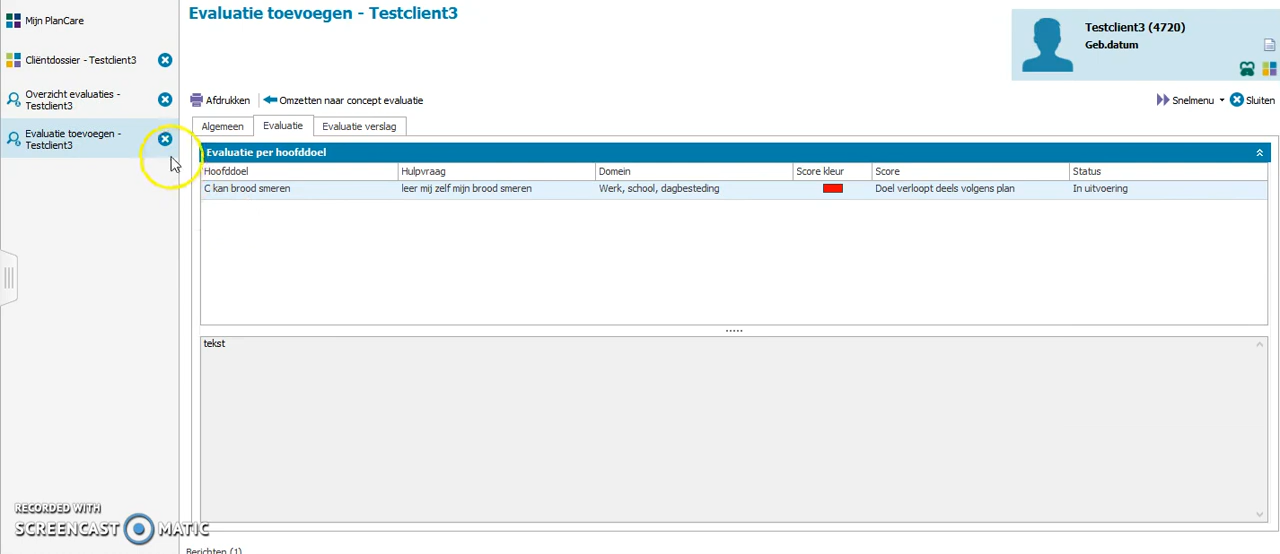 Mijn PlanCare
Cliëntdossier - Testclient3
Overzicht evaluaties -
Testclient3
Evaluatie toevoegen -
Testclient3
Evaluatie toevoegen - Testclient3
Testclient3 (4720)
Geb.datum
Afdrukken
Omzetten naar concept evaluatie
Snelmenu
Sluiten
Algemeen
Evaluatie
Evaluatie verslag
Evaluatie per hoofddoel
Hoofddoel Hulpvraag Domein Score kleur Score Status
C kan brood smeren leer mij zelf mijn brood smeren Werk, school, dagbesteding Doel verloopt deels volgens plan In uitvoering
tekst
Berichten (1)
RECORDED WITH
SCREENCAST MATIC